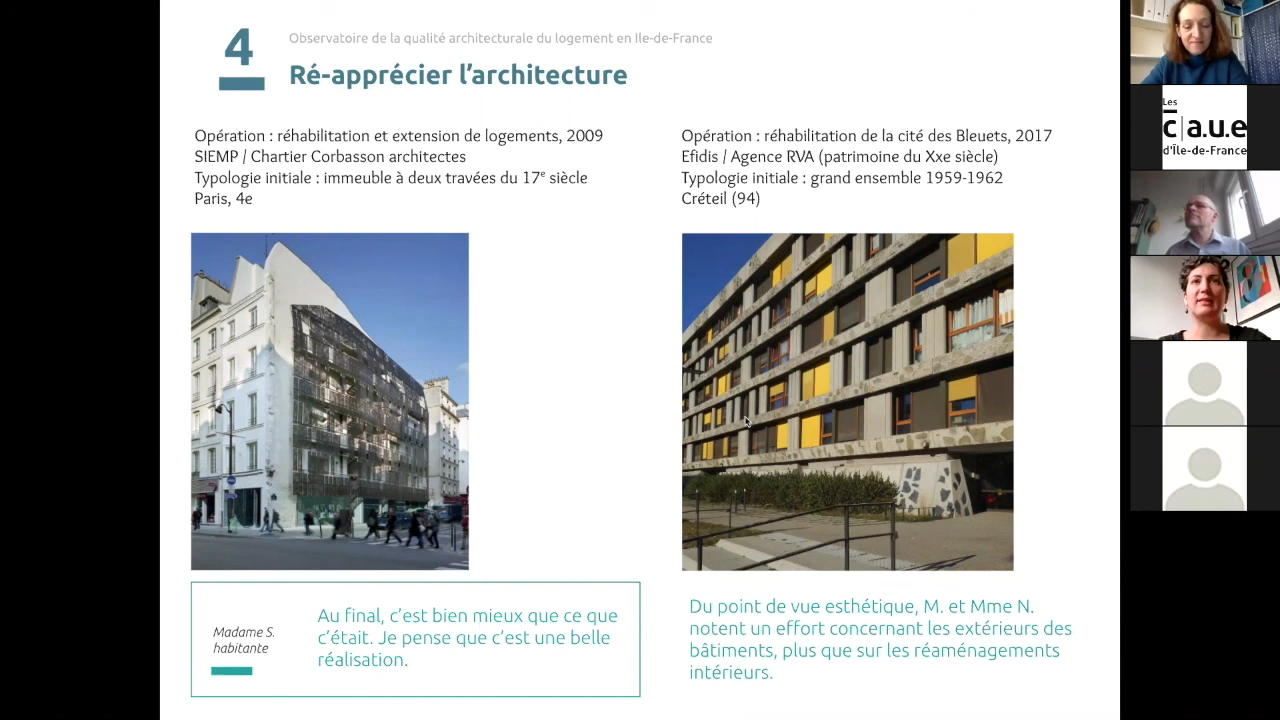 4
Observatoire de la qualité architecturale du logement en Ile-de-France
Ré-apprécier l’architecture
Opération : réhabilitation et extension de logements, 2009
SIEMP / Chartier Corbasson architectes
Typologie initiale : immeuble à deux travées du 17e siècle
Paris, 4e
Opération : réhabilitation de la cité des Bleuets, 2017
Efidis / Agence RVA (patrimoine du Xxe siècle)
Typologie initiale : grand ensemble 1959-1962
Créteil (94)
Madame S.
habitante
Au final, c’est bien mieux que ce que
c’était. Je pense que c’est une belle
réalisation.
Du point de vue esthétique, M. et Mme N.
notent un effort concernant les extérieurs des
bâtiments, plus que sur les réaménagements
intérieurs.
Les
c|a.u.e
d'Île-de-France